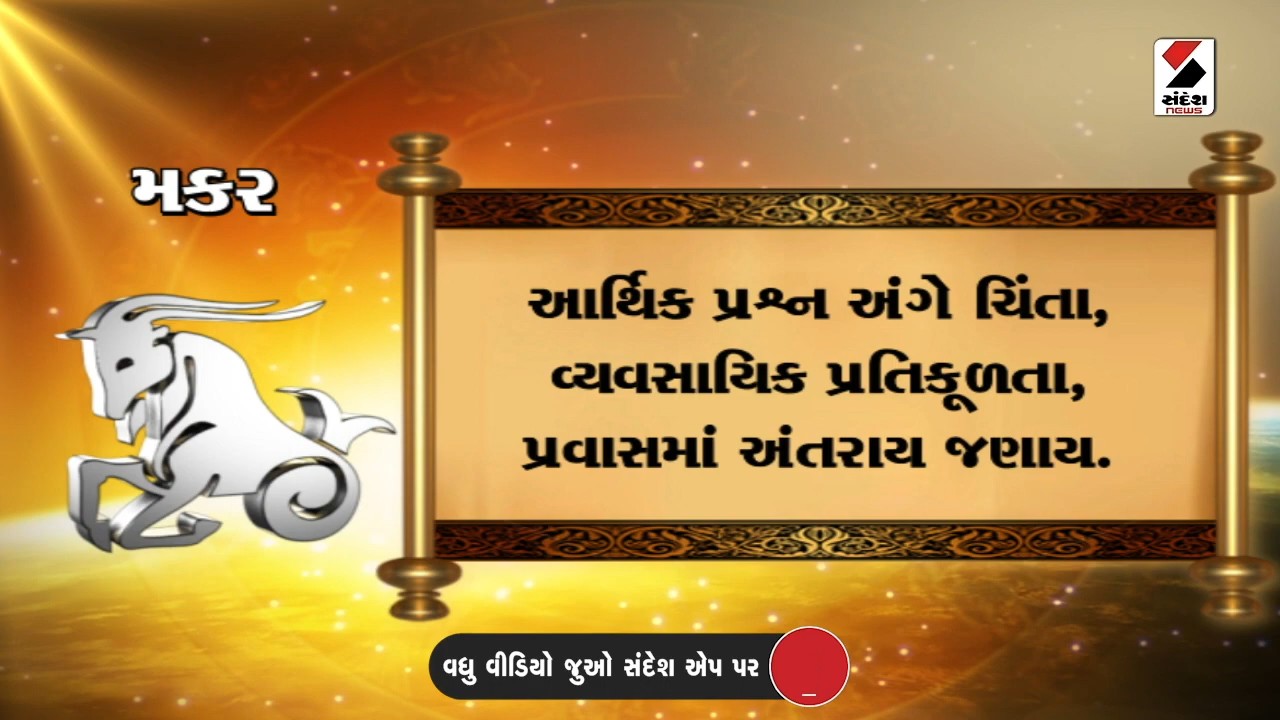 સંદેશ
NEWS
મકર
આર્થિક પ્રશ્ન અંગે ચિંતા,
વ્યવસાયિક પ્રતિકૂળતા,
પ્રવાસમાં અંતરાય જણાય.
વધુ વીડિયો જુઓ સંદેશ એપ પર